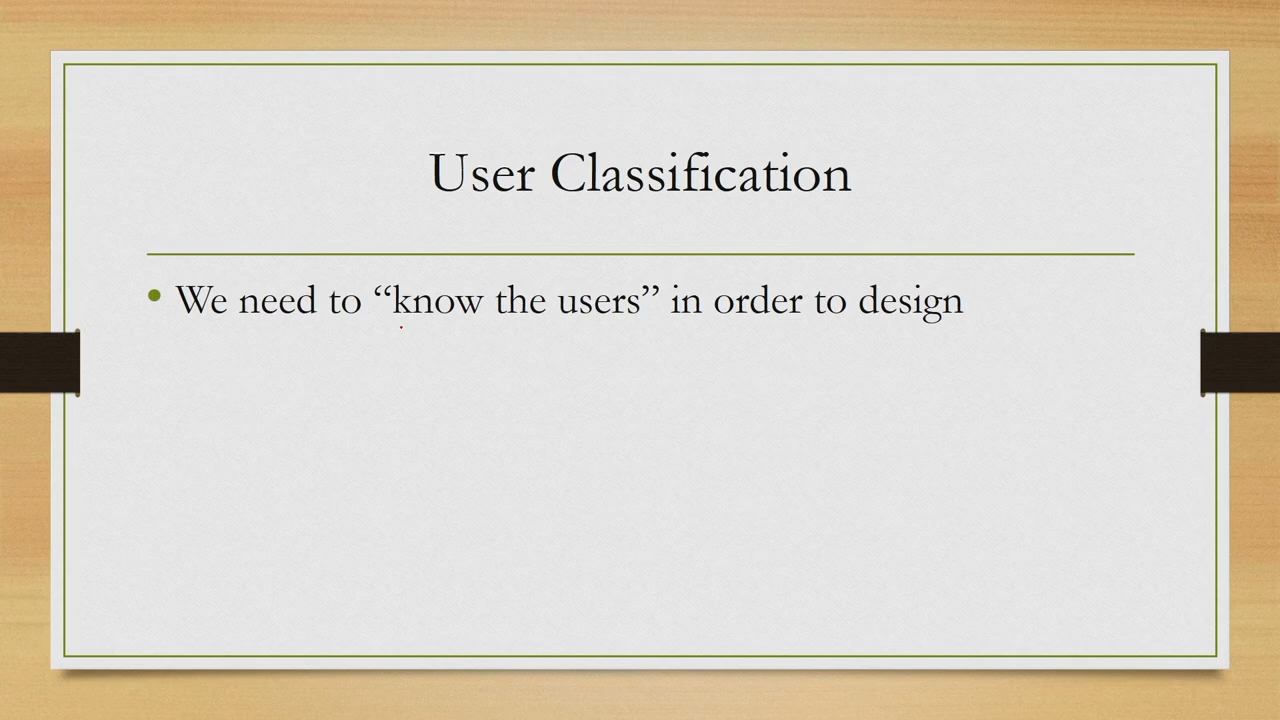 User Classification
• We need to “know the users” in order to design